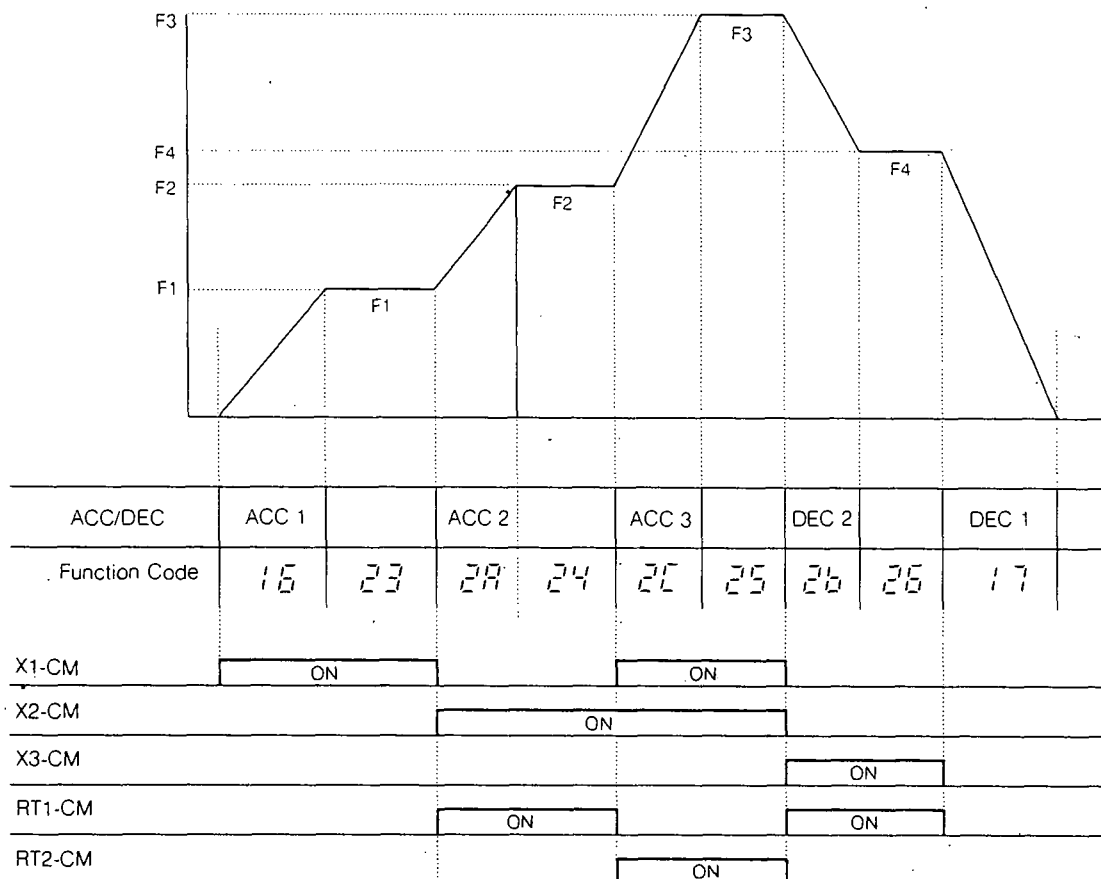 F3
F3
F4
F4
F2
F2
F1
F1
ACC/DEC ACC 1 ACC 2 ACC 3 DEC 2 DEC 1
Function Code 16 23 2A 24 2C 25 2b 26 17
X1-CM ON ON
X2-CM ON
X3-CM ON
RT1-CM ON ON
RT2-CM ON